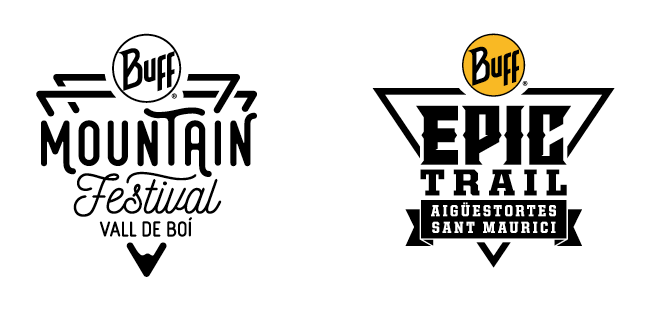 BUFF®
MOUNTAIN
Festival
VALL DE BOÍ
BUFF®
EPIC
TRAIL
AIGÜESTORTES
SANT MAURICI